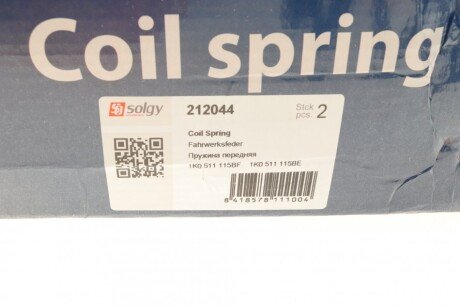 Coil spring
solgy 212044 Stck pcs. 2
Coil Spring
Fahrwerksfeder
Пружина передняя
1K0 511 115BF 1K0 511 115BE
8 418578 111004